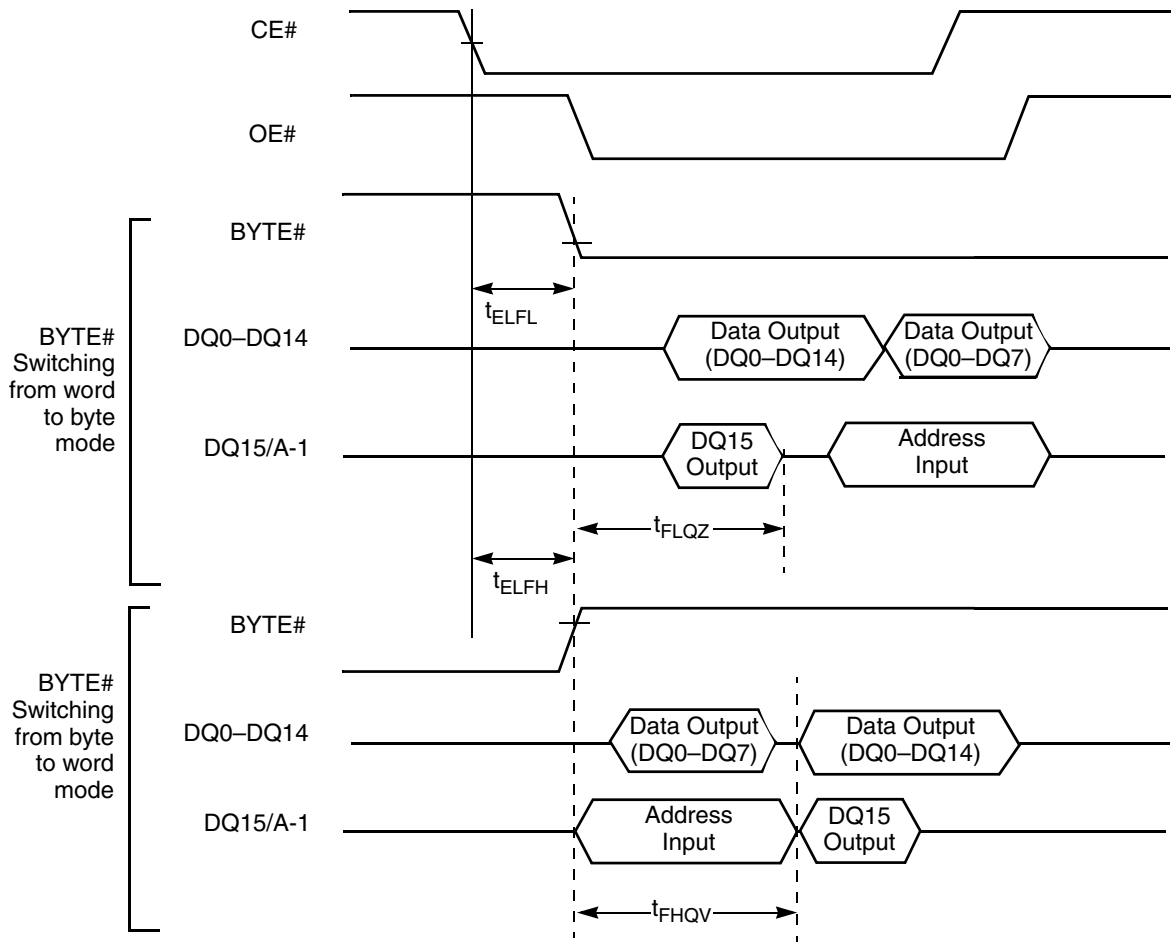 CE#
OE#
BYTE#
tELFL
BYTE#
Switching
from word
to byte
mode
DQ0–DQ14
Data Output
(DQ0–DQ14)
Data Output
(DQ0–DQ7)
DQ15/A-1
DQ15
Output
Address
Input
tFLQZ
tELFH
BYTE#
BYTE#
Switching
from byte
to word
mode
DQ0–DQ14
Data Output
(DQ0–DQ7)
Data Output
(DQ0–DQ14)
DQ15/A-1
Address
Input
DQ15
Output
tFHQV